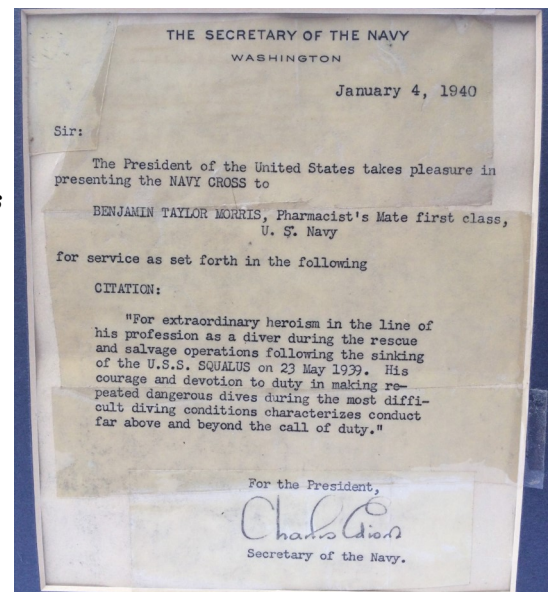 THE SECRETARY OF THE NAVY
WASHINGTON
January 4, 1940
Sir:
The President of the United States takes pleasure in
presenting the NAVY CROSS to
BENJAMIN TAYLOR MORRIS, Pharmacist's Mate first class,
U. S. Navy
for service as set forth in the following
CITATION:
"For extraordinary heroism in the line of
his profession as a diver during the rescue
and salvage operations following the sinking
of the U.S.S. SQUALUS on 23 May 1939. His
courage and devotion to duty in making re-
peated dangerous dives during the most diffi-
cult diving conditions characterizes conduct
far above and beyond the call of duty."
For the President,
Charles Edison
Secretary of the Navy.